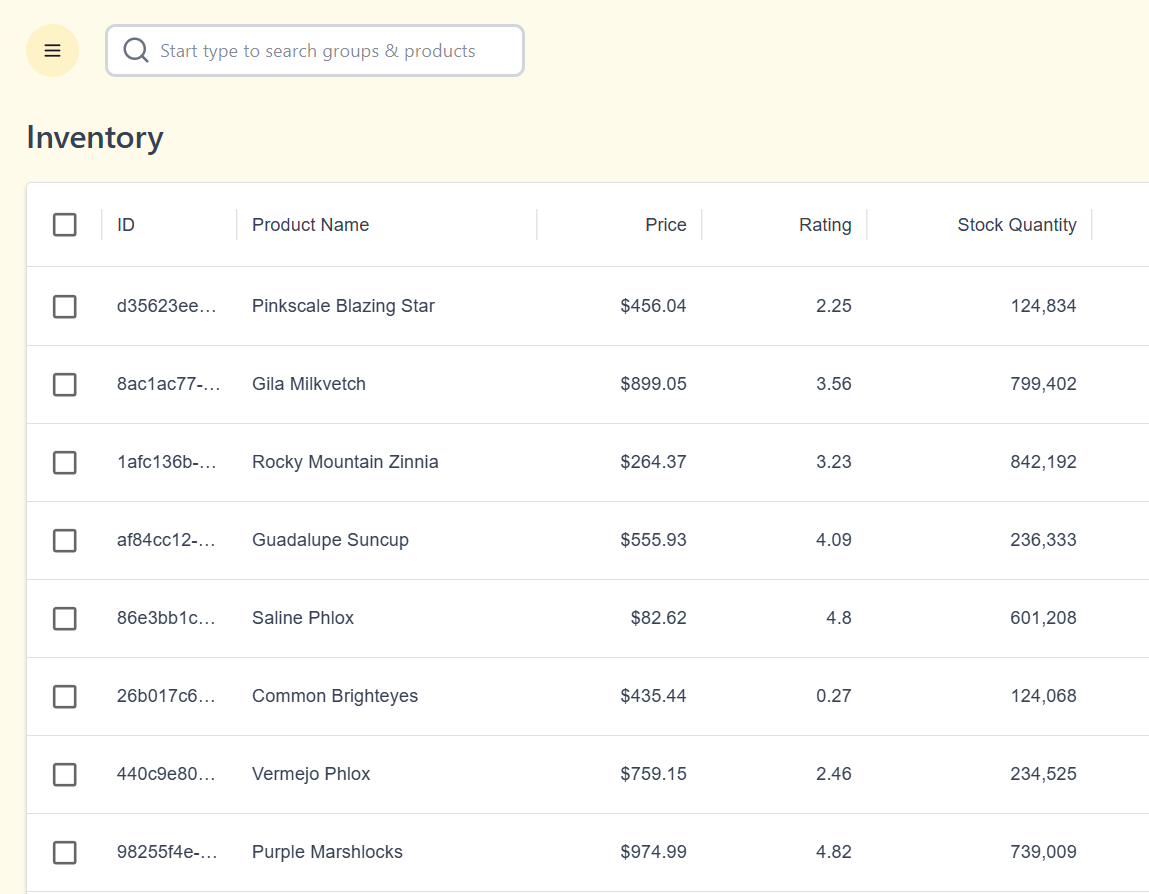 Start type to search groups & products
Inventory
ID Product Name Price Rating Stock Quantity
d35623ee... Pinkscale Blazing Star $456.04 2.25 124,834
8ac1ac77-... Gila Milkvetch $899.05 3.56 799,402
1afc136b-... Rocky Mountain Zinnia $264.37 3.23 842,192
af84cc12-... Guadalupe Suncup $555.93 4.09 236,333
86e3bb1c... Saline Phlox $82.62 4.8 601,208
26b017c6... Common Brighteyes $435.44 0.27 124,068
440c9e80... Vermejo Phlox $759.15 2.46 234,525
98255f4e-... Purple Marshlocks $974.99 4.82 739,009